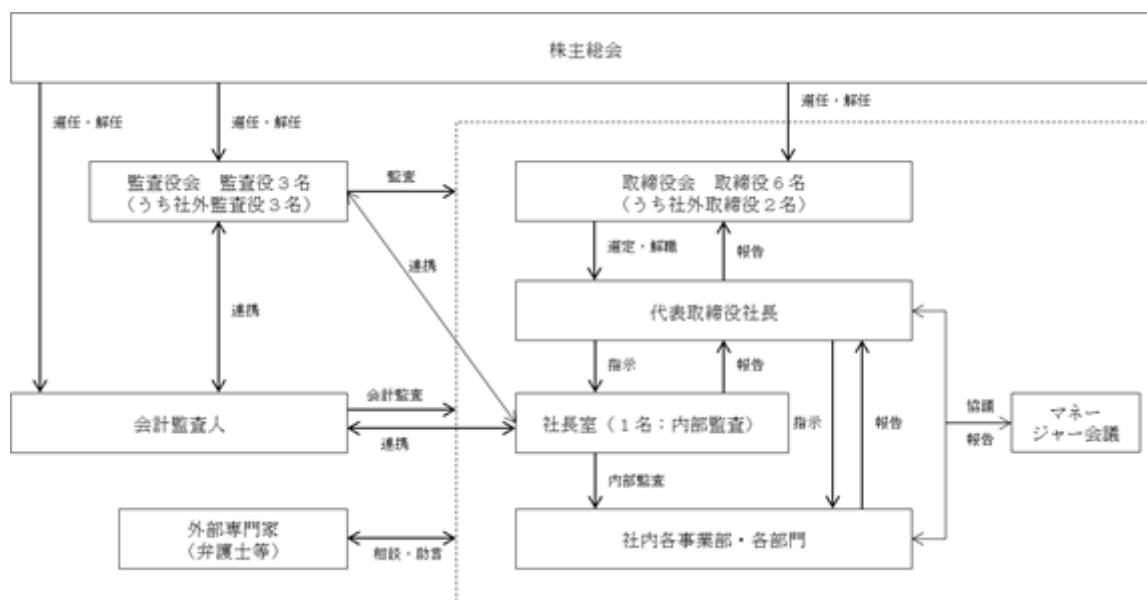 株主総会
選任・解任
選任・解任
選任・解任
監査役会 監査役3名
(うち社外監査役3名)
監査
取締役会 取締役6名
(うち社外取締役2名)
選定・解職
報告
連携
連携
代表取締役社長
指示
報告
会計監査人
会計監査
連携
社長室(1名:内部監査)
指示
報告
協議
報告
マネー
ジャー会議
内部監査
外部専門家
(弁護士等)
相談・助言
社内各事業部・各部門